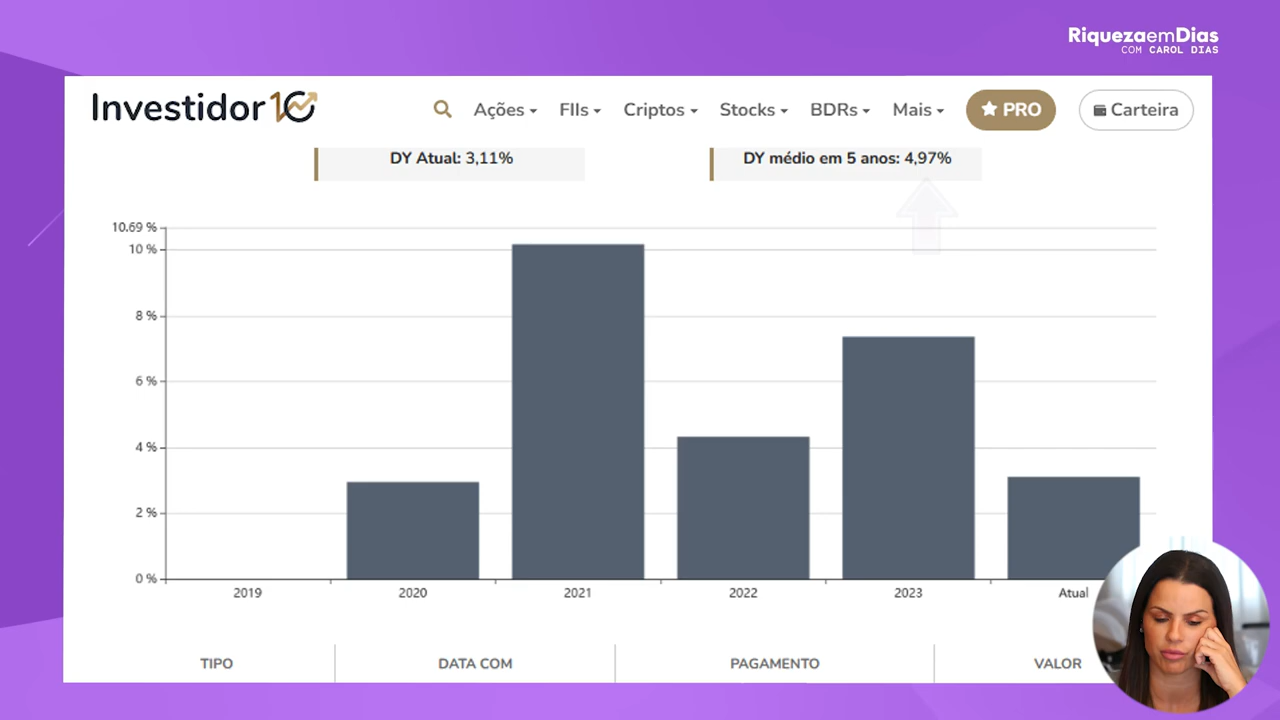 RiquezaemDias
COM CAROL DIAS
Investidor 10
Ações
FIIs
Criptos
Stocks
BDRs
Mais
PRO
Carteira
DY Atual: 3,11%
DY médio em 5 anos: 4,97%
10.69 %
10 %
8 %
6 %
4 %
2 %
0 %
2019
2020
2021
2022
2023
Atual
TIPO
DATA COM
PAGAMENTO
VALOR